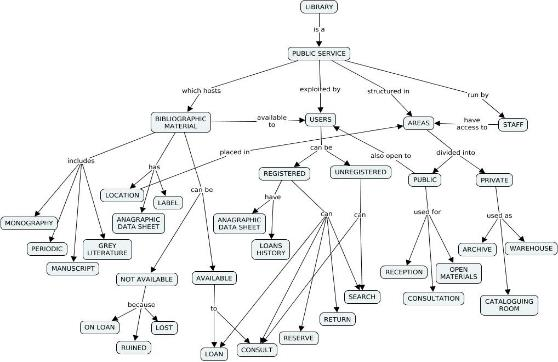 LIBRARY
is a
PUBLIC SERVICE
which hosts
exploited by
structured in
run by
BIBLIOGRAPHIC
MATERIAL
available
to
USERS
AREAS
have
access to
STAFF
includes
has
placed in
can be
also open to
divided into
LOCATION
LABEL
ANAGRAPHIC
DATA SHEET
can be
REGISTERED
UNREGISTERED
PUBLIC
PRIVATE
MONOGRAPHY
PERIODIC
GREY
LITERATURE
MANUSCRIPT
have
ANAGRAPHIC
DATA SHEET
LOANS
HISTORY
can
can
used for
used as
NOT AVAILABLE
AVAILABLE
RECEPTION
OPEN
MATERIALS
CONSULTATION
ARCHIVE
WAREHOUSE
CATALOGUING
ROOM
because
ON LOAN
LOST
RUINED
to
LOAN
CONSULT
RESERVE
RETURN
SEARCH